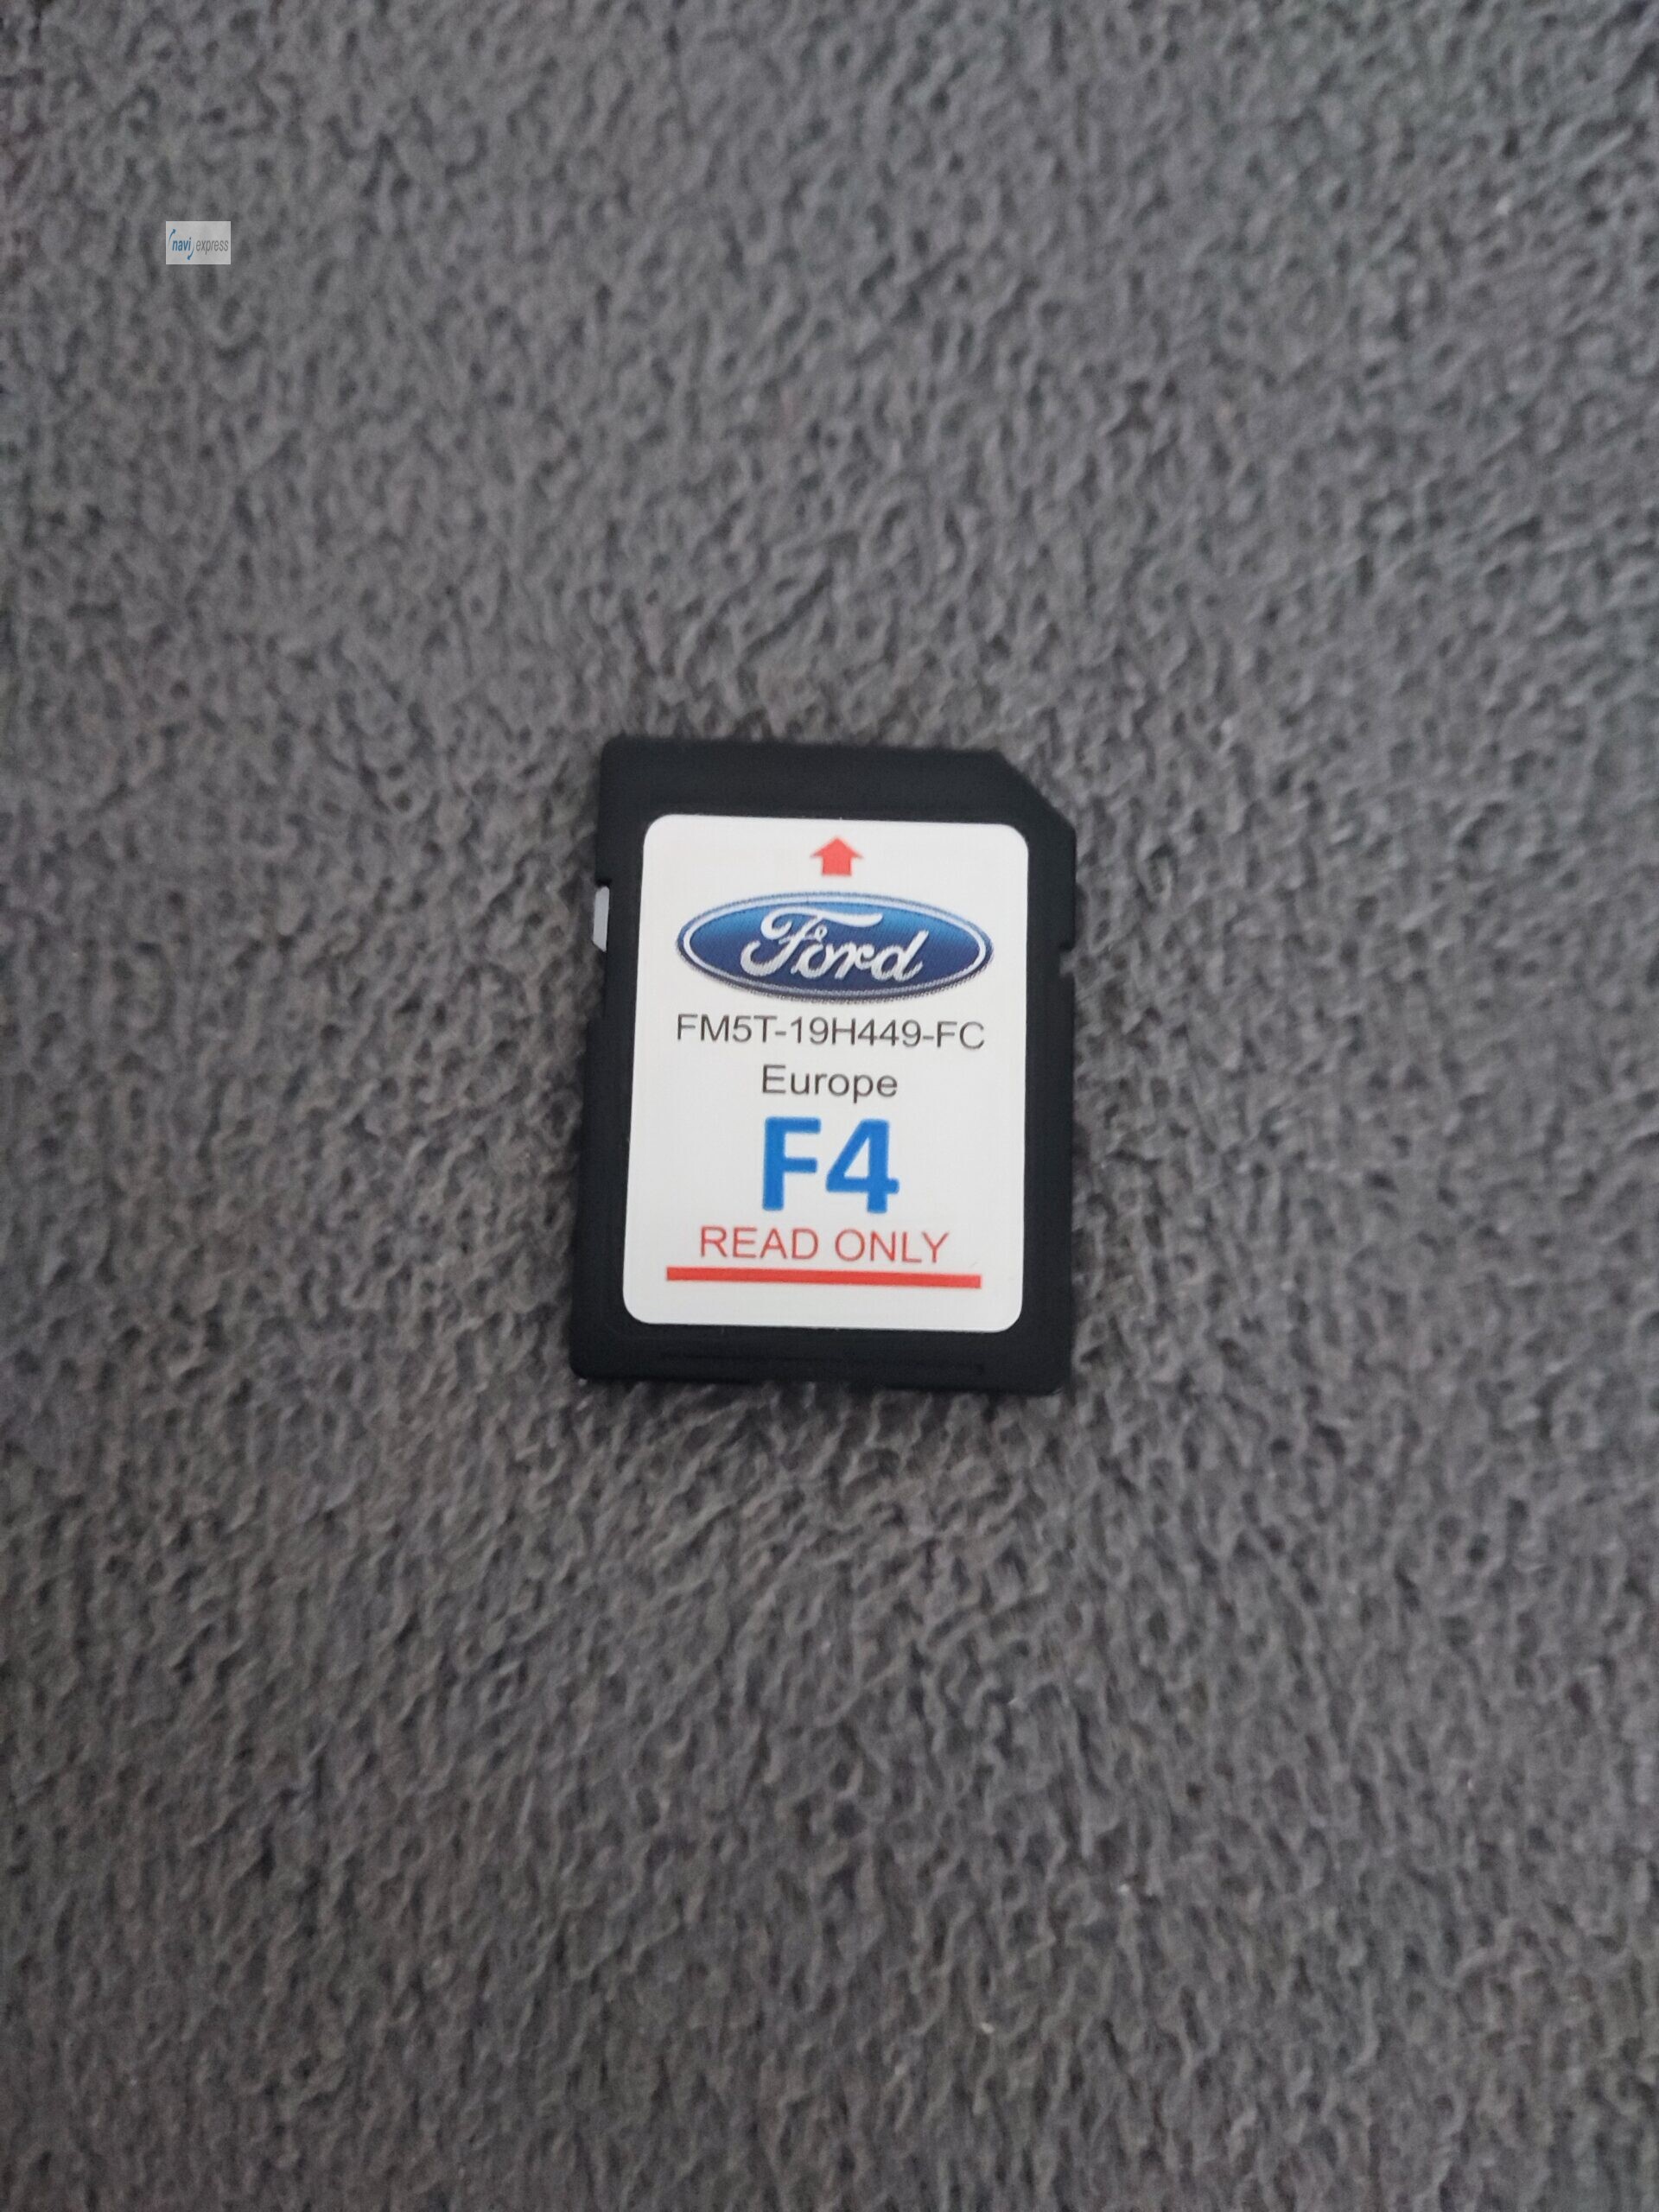 navi express
Ford
FM5T-19H449-FC
Europe
F4
READ ONLY